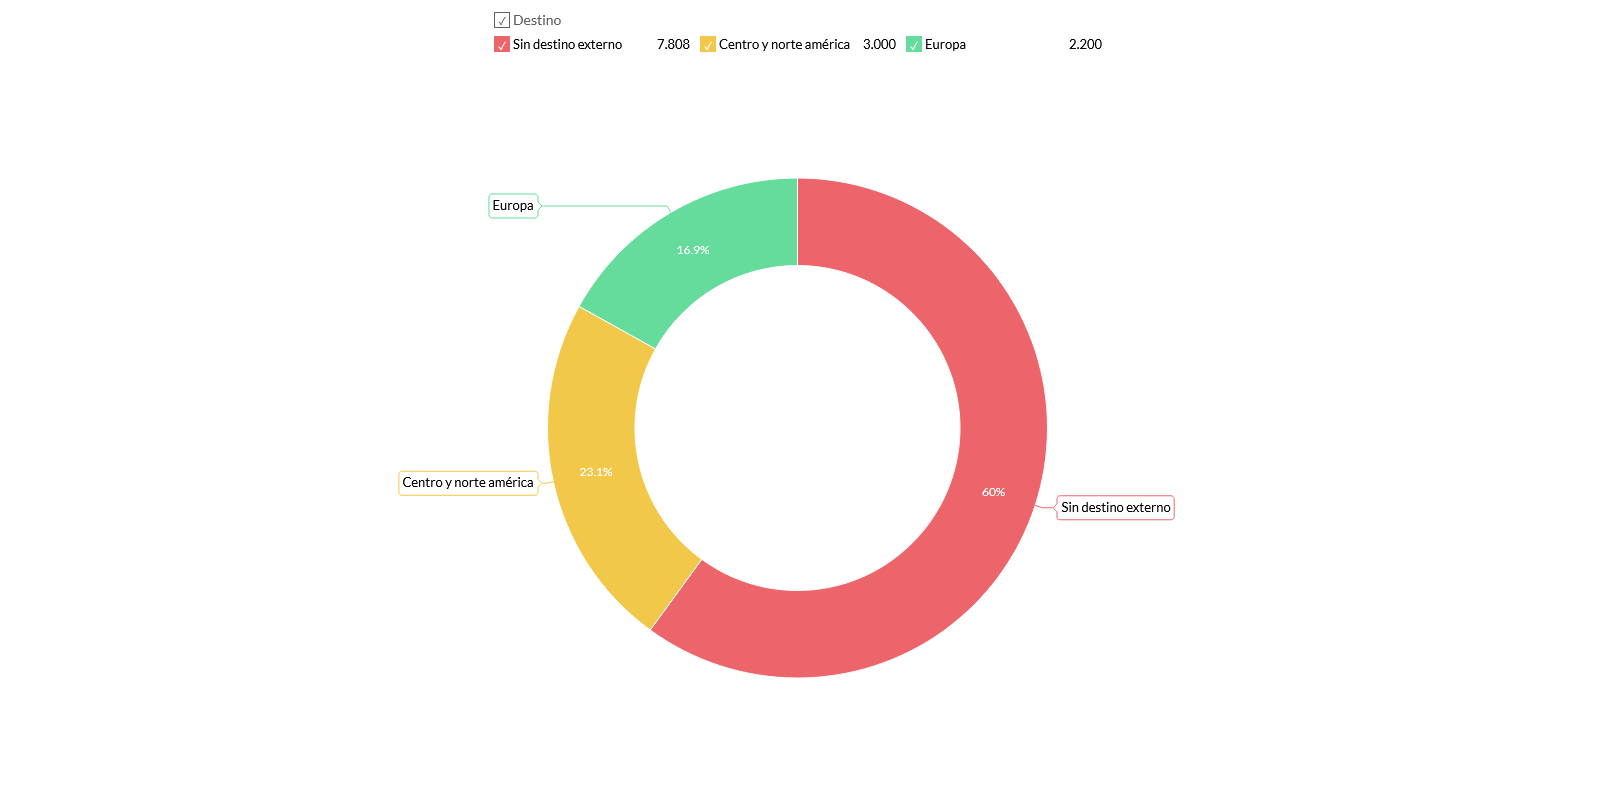 Destino
Sin destino externo 7.808 Centro y norte américa 3.000 Europa 2.200
Europa
16.9%
23.1%
Centro y norte américa
60%
Sin destino externo